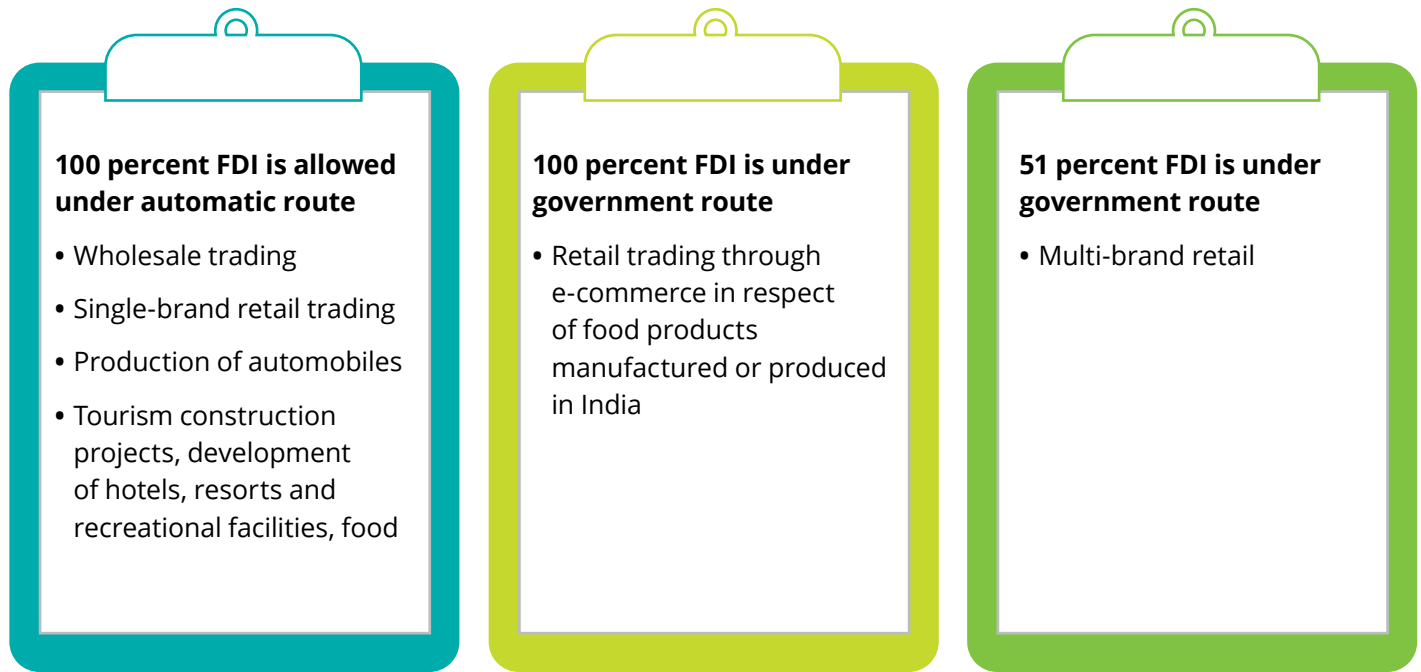 100 percent FDI is allowed
under automatic route
• Wholesale trading
• Single-brand retail trading
• Production of automobiles
• Tourism construction
projects, development
of hotels, resorts and
recreational facilities, food
100 percent FDI is under
government route
• Retail trading through
e-commerce in respect
of food products
manufactured or produced
in India
51 percent FDI is under
government route
• Multi-brand retail